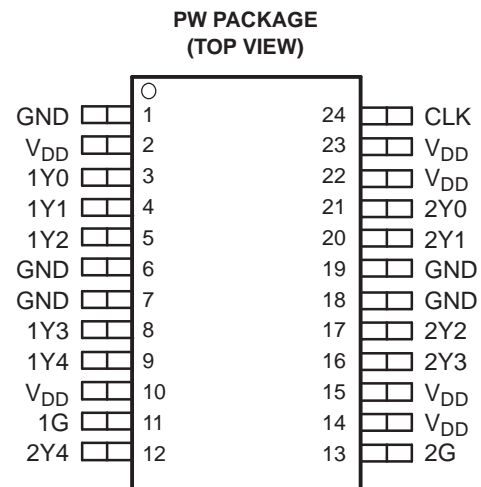 PW PACKAGE
(TOP VIEW)
GND 1 24 CLK
VDD 2 23 VDD
1Y0 3 22 VDD
1Y1 4 21 2Y0
1Y2 5 20 2Y1
GND 6 19 GND
GND 7 18 GND
1Y3 8 17 2Y2
1Y4 9 16 2Y3
VDD 10 15 VDD
1G 11 14 VDD
2Y4 12 13 2G